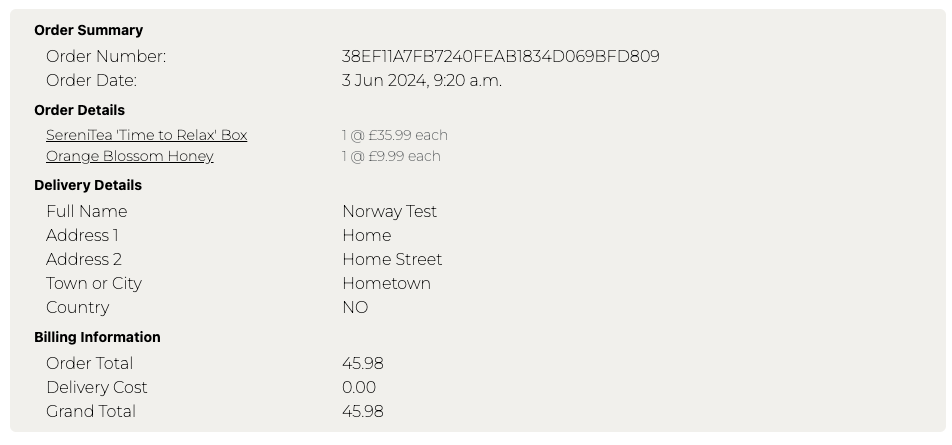 Order Summary
Order Number: 38EF11A7FB7240FEAB1834D069BFD809
Order Date: 3 Jun 2024, 9:20 a.m.
Order Details
SereniTea 'Time to Relax' Box 1 @ £35.99 each
Orange Blossom Honey 1 @ £9.99 each
Delivery Details
Full Name Norway Test
Address 1 Home
Address 2 Home Street
Town or City Hometown
Country NO
Billing Information
Order Total 45.98
Delivery Cost 0.00
Grand Total 45.98